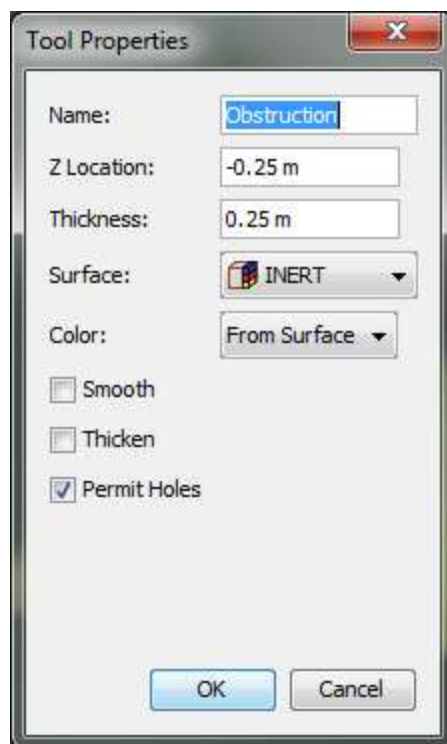 Tool Properties
Name: Obstruction
Z Location: -0.25 m
Thickness: 0.25 m
Surface: INERT
Color: From Surface
Smooth
Thicken
Permit Holes
OK Cancel